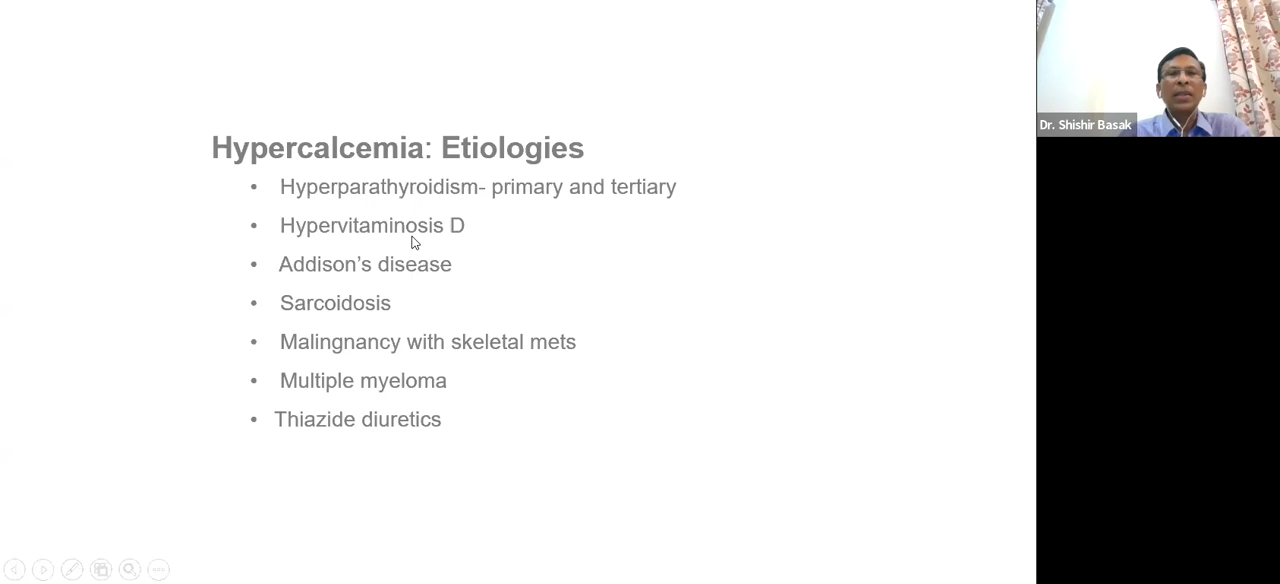 Hypercalcemia: Etiologies
• Hyperparathyroidism- primary and tertiary
• Hypervitaminosis D
• Addison’s disease
• Sarcoidosis
• Malingnancy with skeletal mets
• Multiple myeloma
• Thiazide diuretics
Dr. Shishir Basak